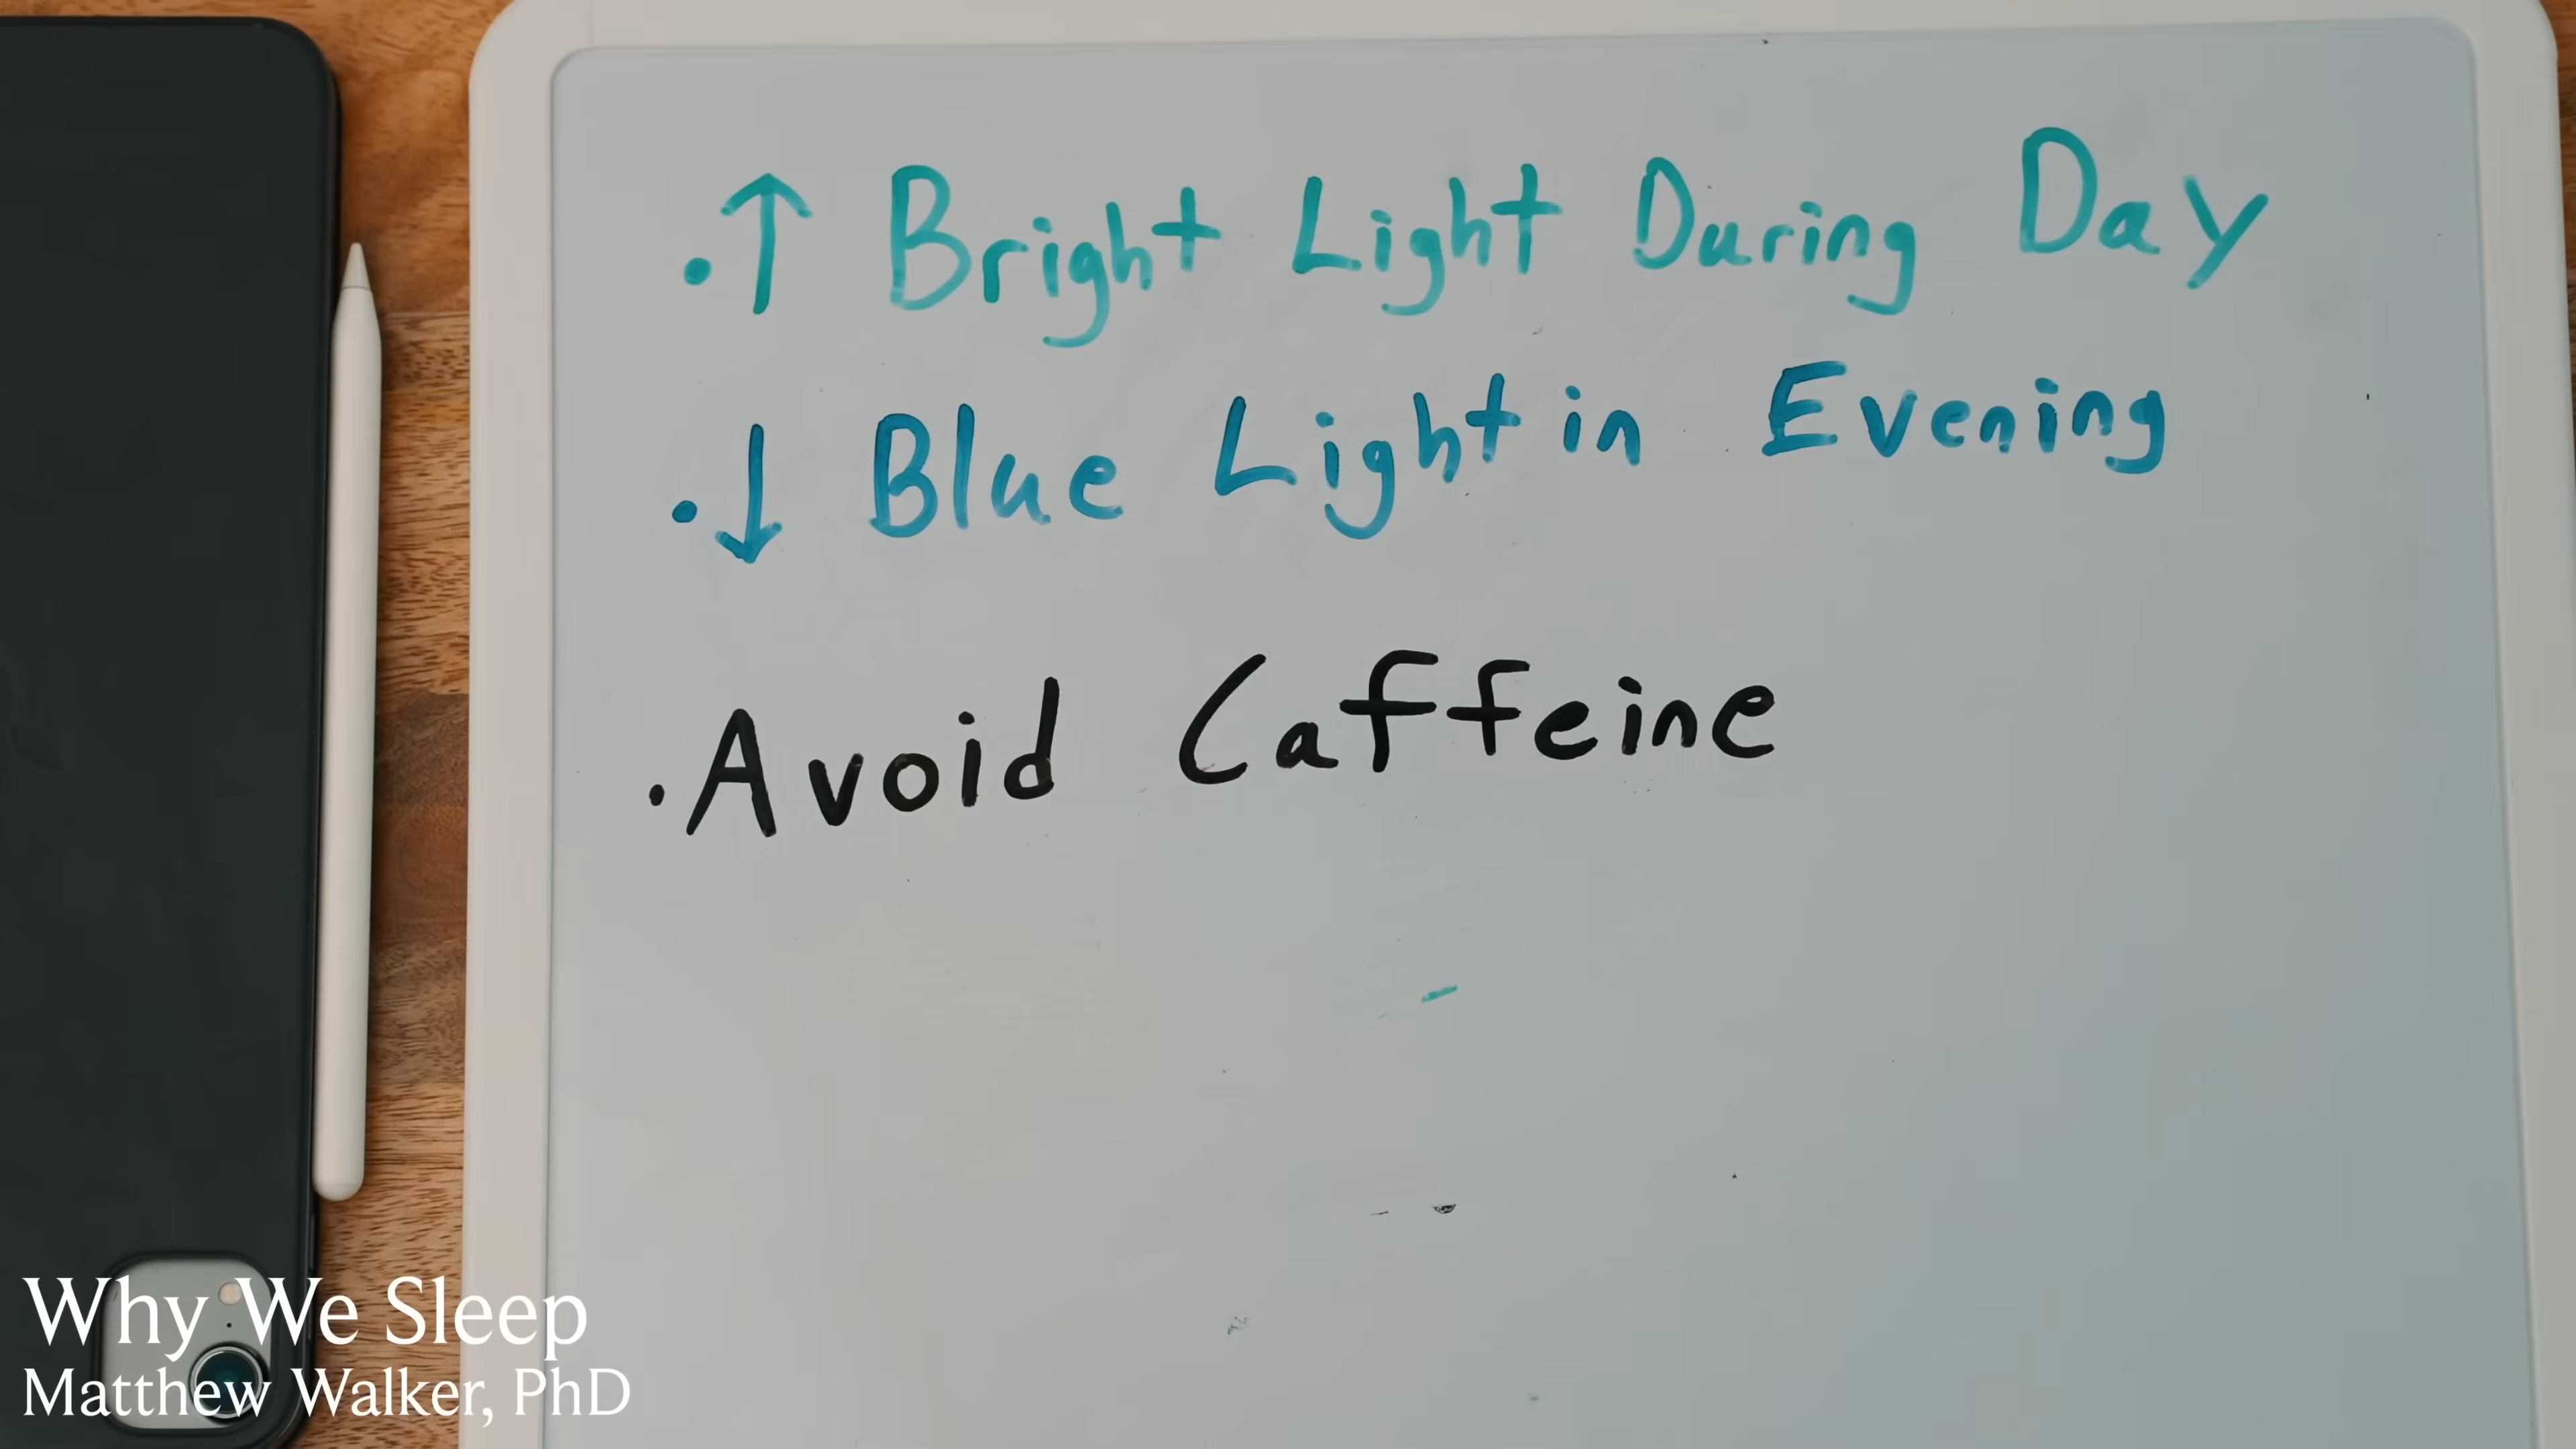 • ↑ Bright Light During Day
• ↓ Blue Light in Evening
• Avoid Caffeine
Why We Sleep
Matthew Walker, PhD